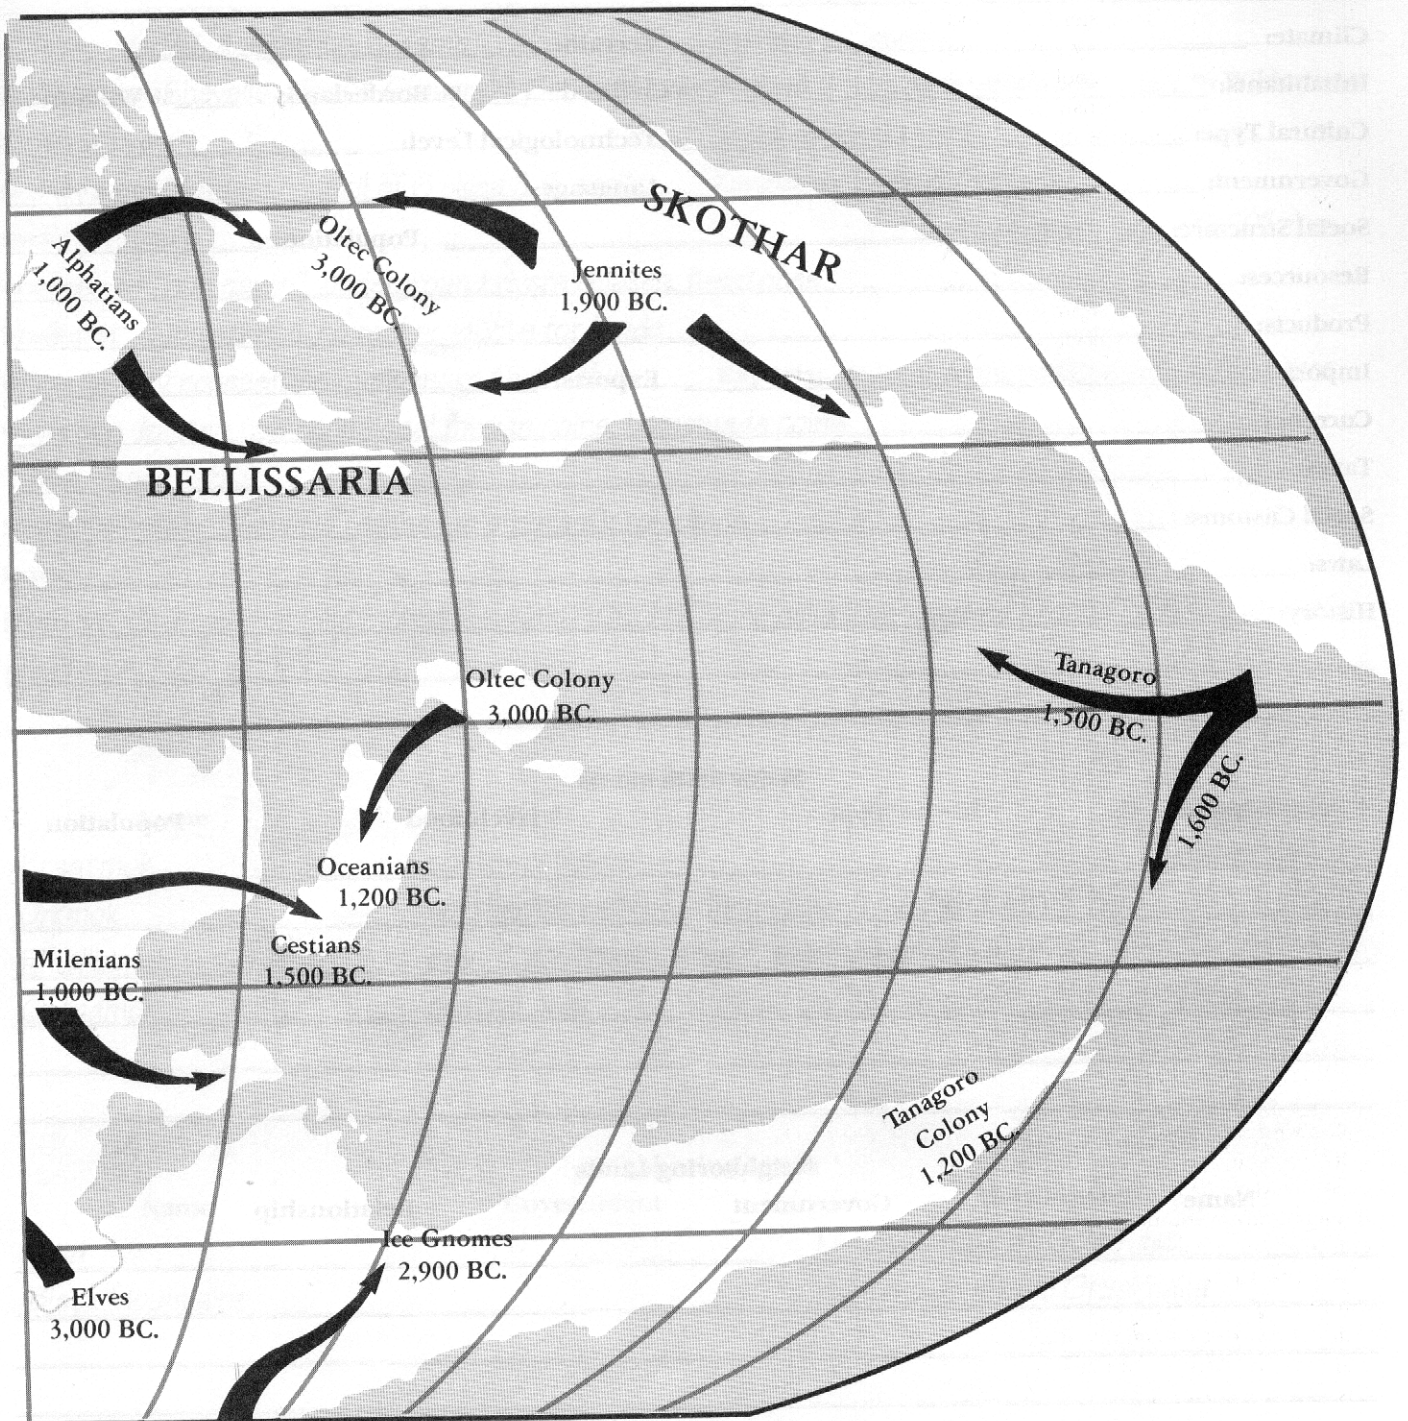 SKOTHAR
Oltec Colony
3,000 BC.
Jennites
1,900 BC.
Alphatians
1,000 BC.
BELLISSARIA
Oltec Colony
3,000 BC.
Tanagoro
1,500 BC.
1,600 BC.
Oceanians
1,200 BC.
Cestians
1,500 BC.
Milenians
1,000 BC.
Tanagoro
Colony
1,200 BC.
Ice Gnomes
2,900 BC.
Elves
3,000 BC.